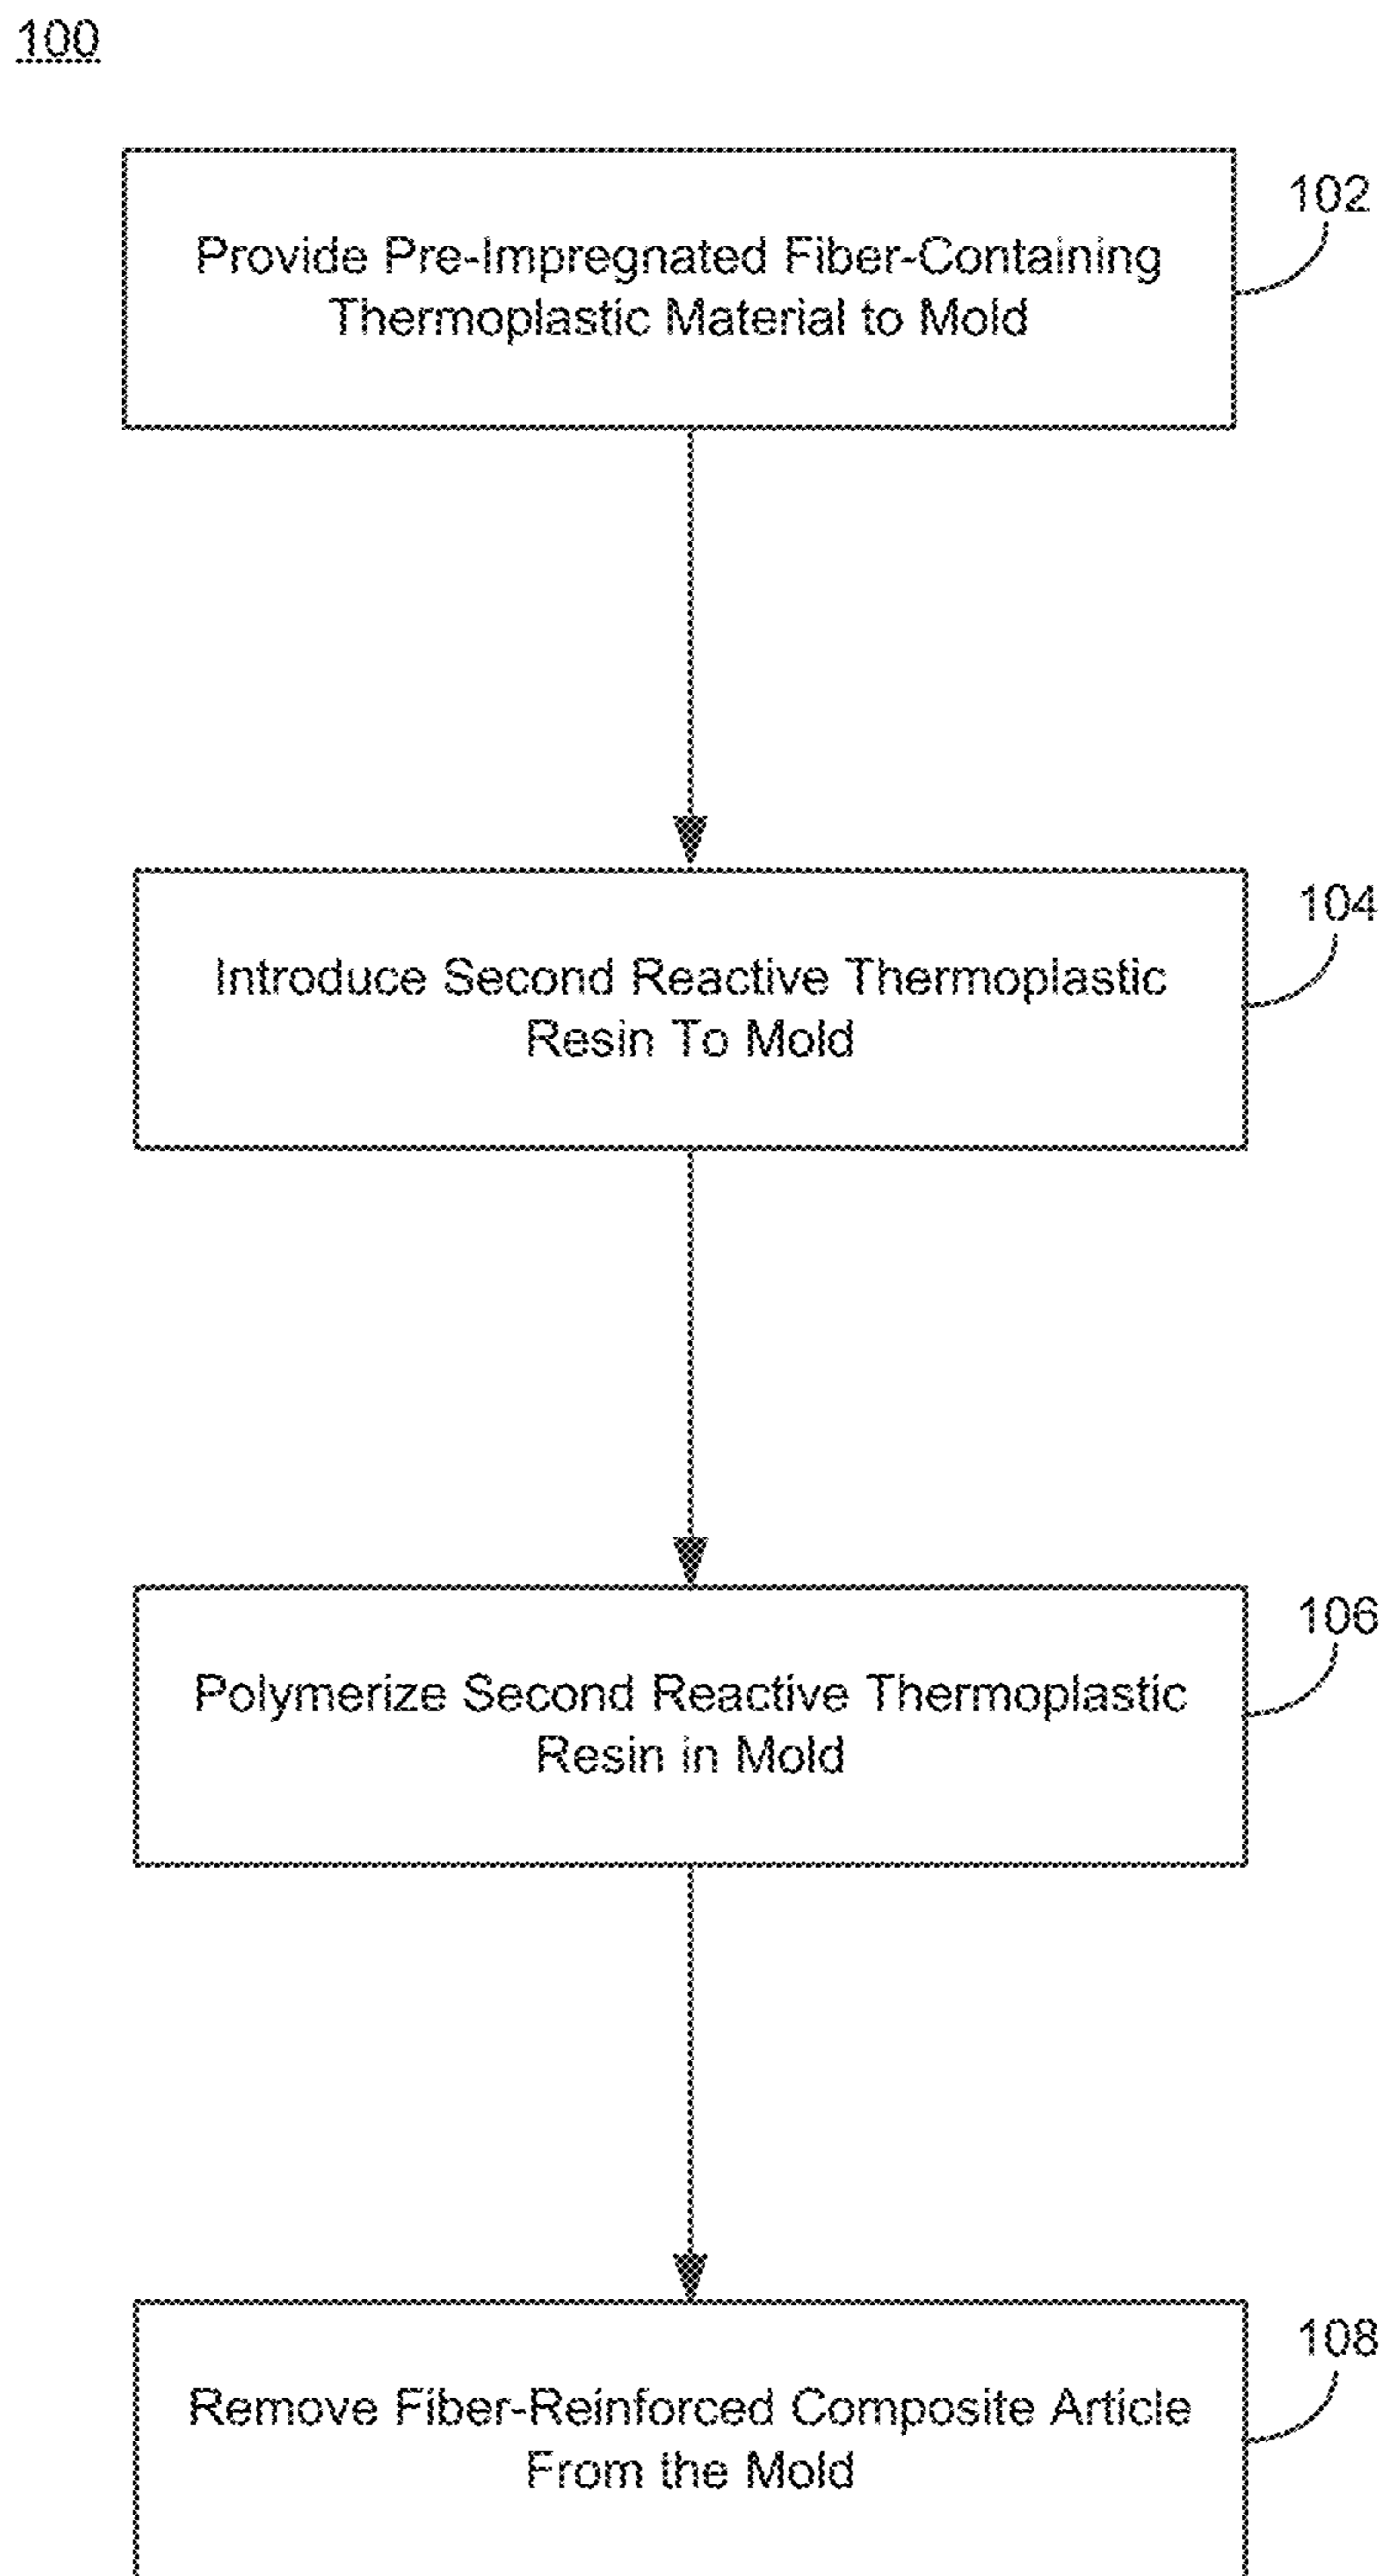 100
102
Provide Pre-Impregnated Fiber-Containing
Thermoplastic Material to Mold
104
Introduce Second Reactive Thermoplastic
Resin To Mold
106
Polymerize Second Reactive Thermoplastic
Resin in Mold
108
Remove Fiber-Reinforced Composite Article
From the Mold